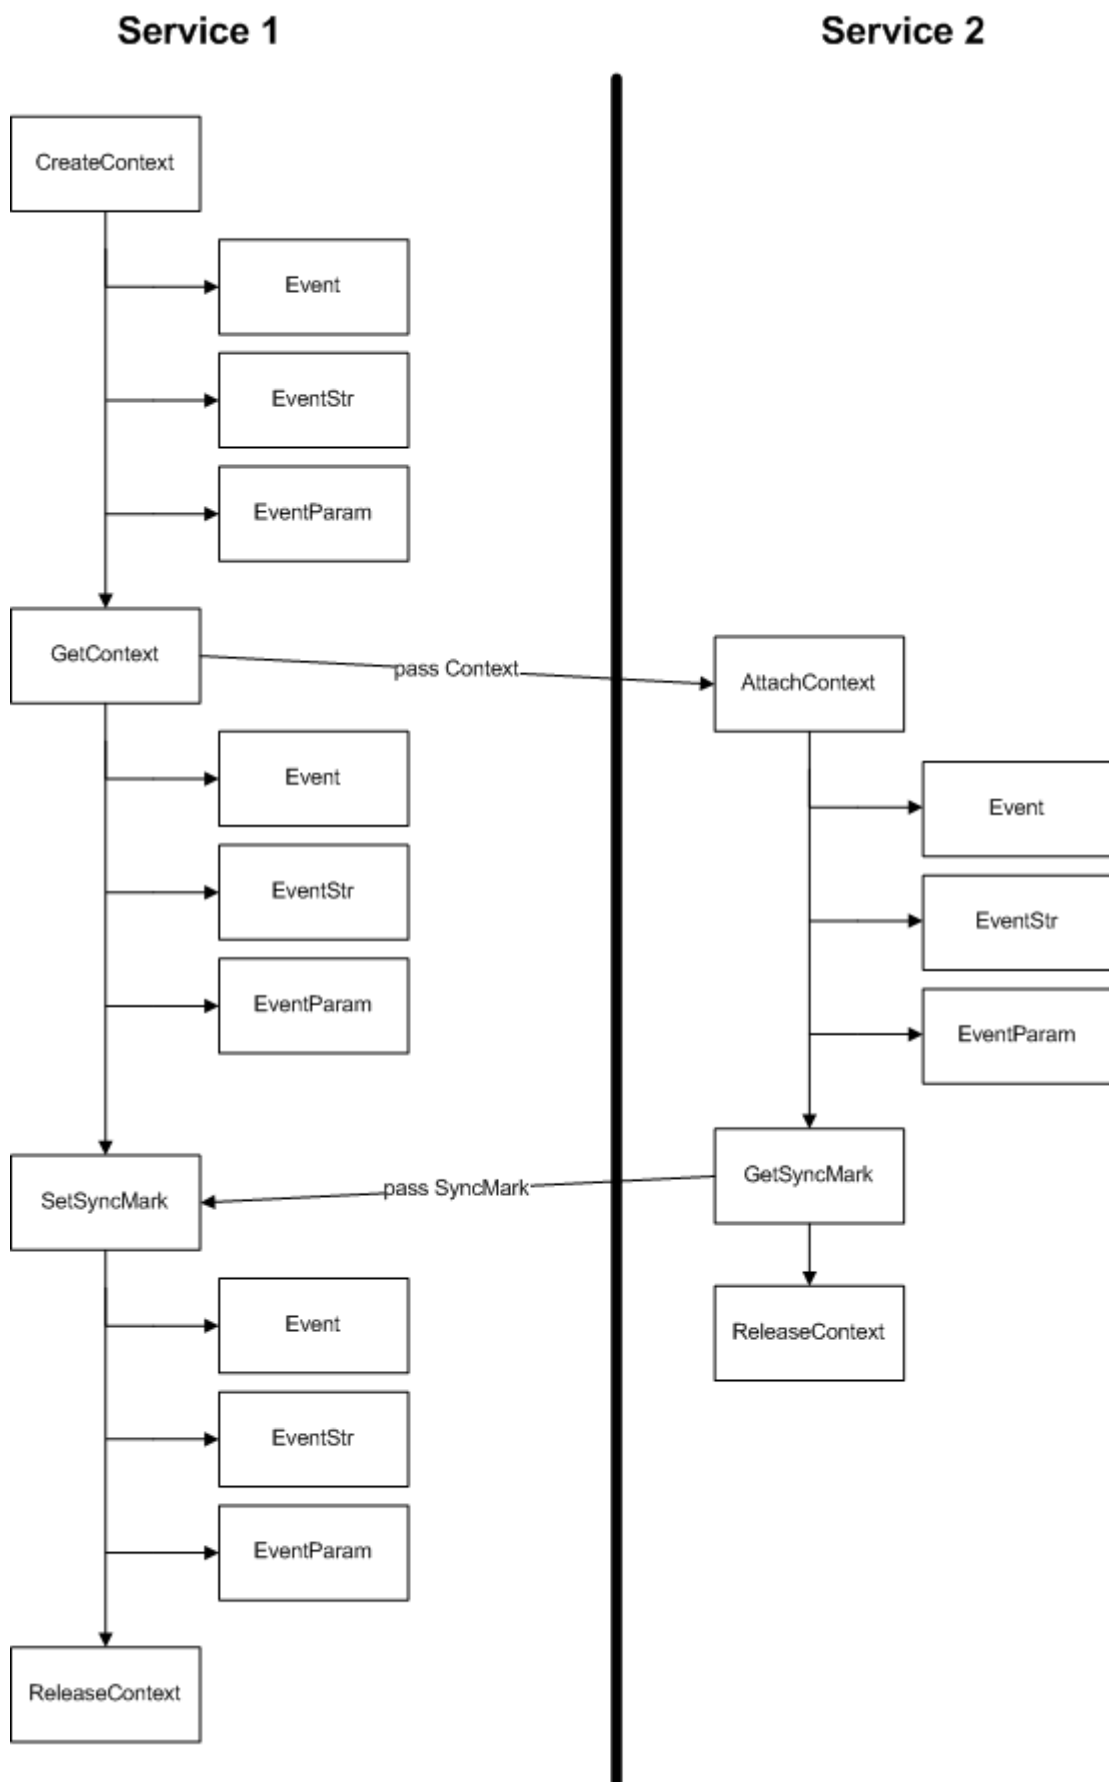 Service 1
Service 2
CreateContext
Event
EventStr
EventParam
GetContext
pass Context
AttachContext
Event
Event
EventStr
EventStr
EventParam
EventParam
SetSyncMark
pass SyncMark
GetSyncMark
Event
ReleaseContext
EventStr
EventParam
ReleaseContext